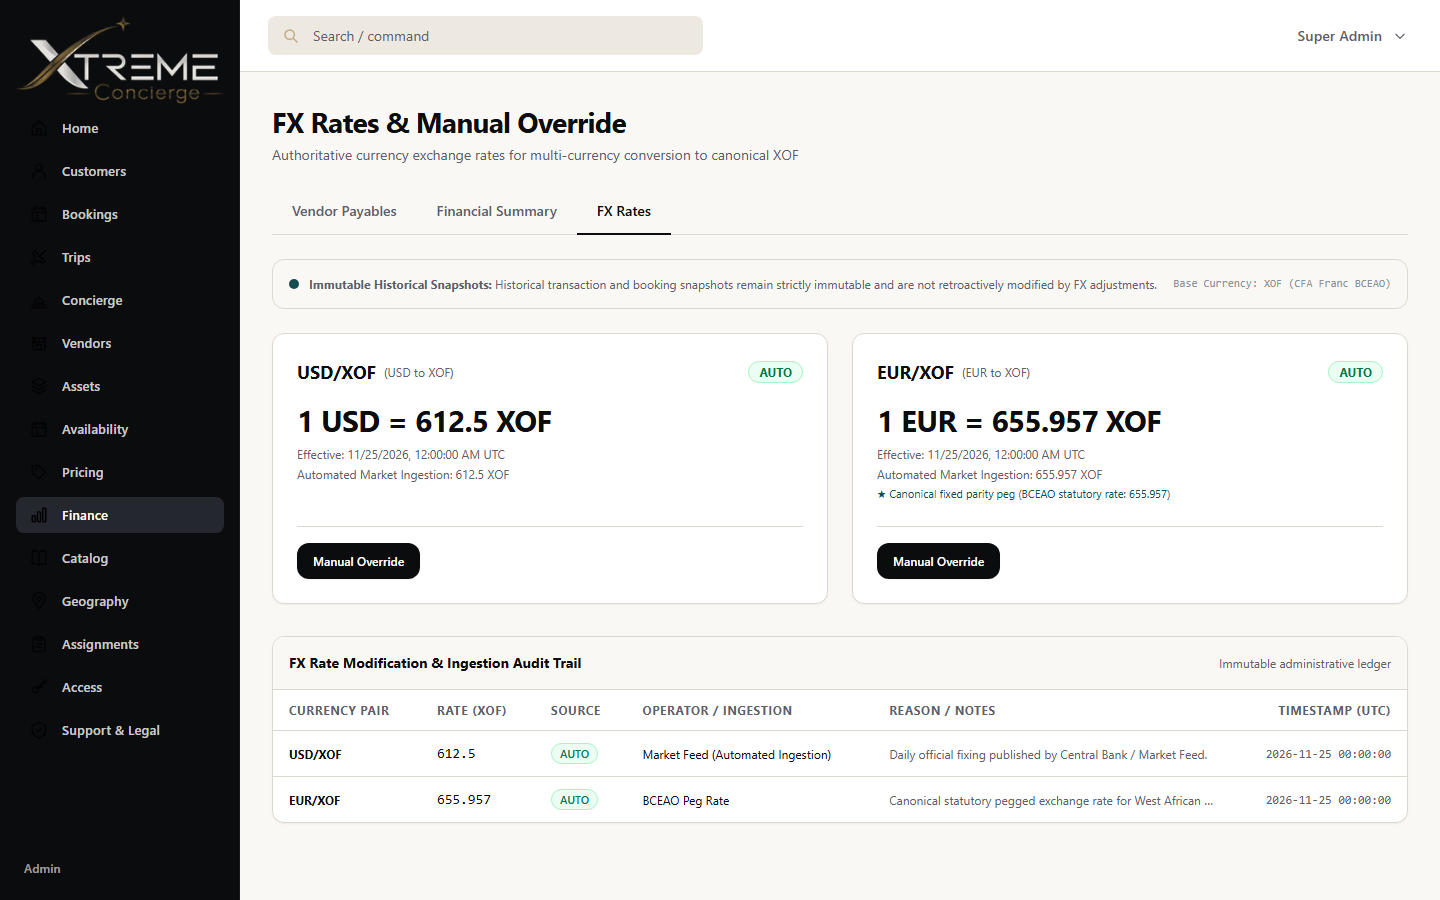 XTREME
Concierge
Search / command
Super Admin
Home
Customers
Bookings
Trips
Concierge
Vendors
Assets
Availability
Pricing
Finance
Catalog
Geography
Assignments
Access
Support & Legal
Admin
FX Rates & Manual Override
Authoritative currency exchange rates for multi-currency conversion to canonical XOF
Vendor Payables
Financial Summary
FX Rates
Immutable Historical Snapshots: Historical transaction and booking snapshots remain strictly immutable and are not retroactively modified by FX adjustments.
Base Currency: XOF (CFA Franc BCEAO)
USD/XOF (USD to XOF)
AUTO
1 USD = 612.5 XOF
Effective: 11/25/2026, 12:00:00 AM UTC
Automated Market Ingestion: 612.5 XOF
Manual Override
EUR/XOF (EUR to XOF)
AUTO
1 EUR = 655.957 XOF
Effective: 11/25/2026, 12:00:00 AM UTC
Automated Market Ingestion: 655.957 XOF
★ Canonical fixed parity peg (BCEAO statutory rate: 655.957)
Manual Override
FX Rate Modification & Ingestion Audit Trail
Immutable administrative ledger
CURRENCY PAIR RATE (XOF) SOURCE OPERATOR / INGESTION REASON / NOTES TIMESTAMP (UTC)
USD/XOF 612.5 AUTO Market Feed (Automated Ingestion) Daily official fixing published by Central Bank / Market Feed. 2026-11-25 00:00:00
EUR/XOF 655.957 AUTO BCEAO Peg Rate Canonical statutory pegged exchange rate for West African ... 2026-11-25 00:00:00